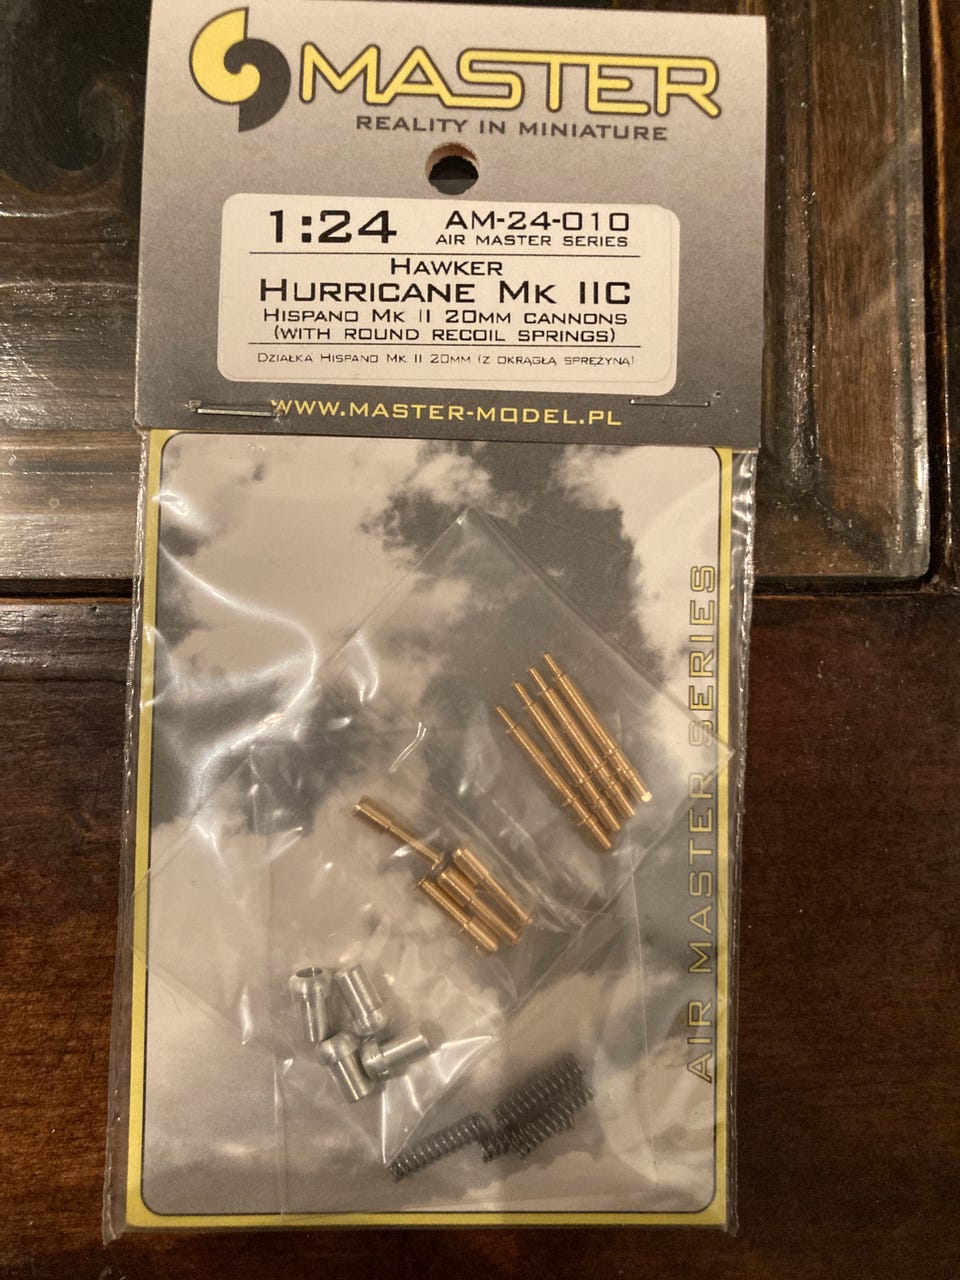 MASTER
REALITY IN MINIATURE
1:24
AM-24-010
AIR MASTER SERIES
HAWKER
HURRICANE MK IIC
HISPANO MK II 20MM CANNONS
(WITH ROUND RECOIL SPRINGS)
DZIAŁKA HISPANO MK II 20MM (Z OKRĄGŁĄ SPRĘŻYNĄ)
WWW.MASTER-MODEL.PL
AIR MASTER SERIES